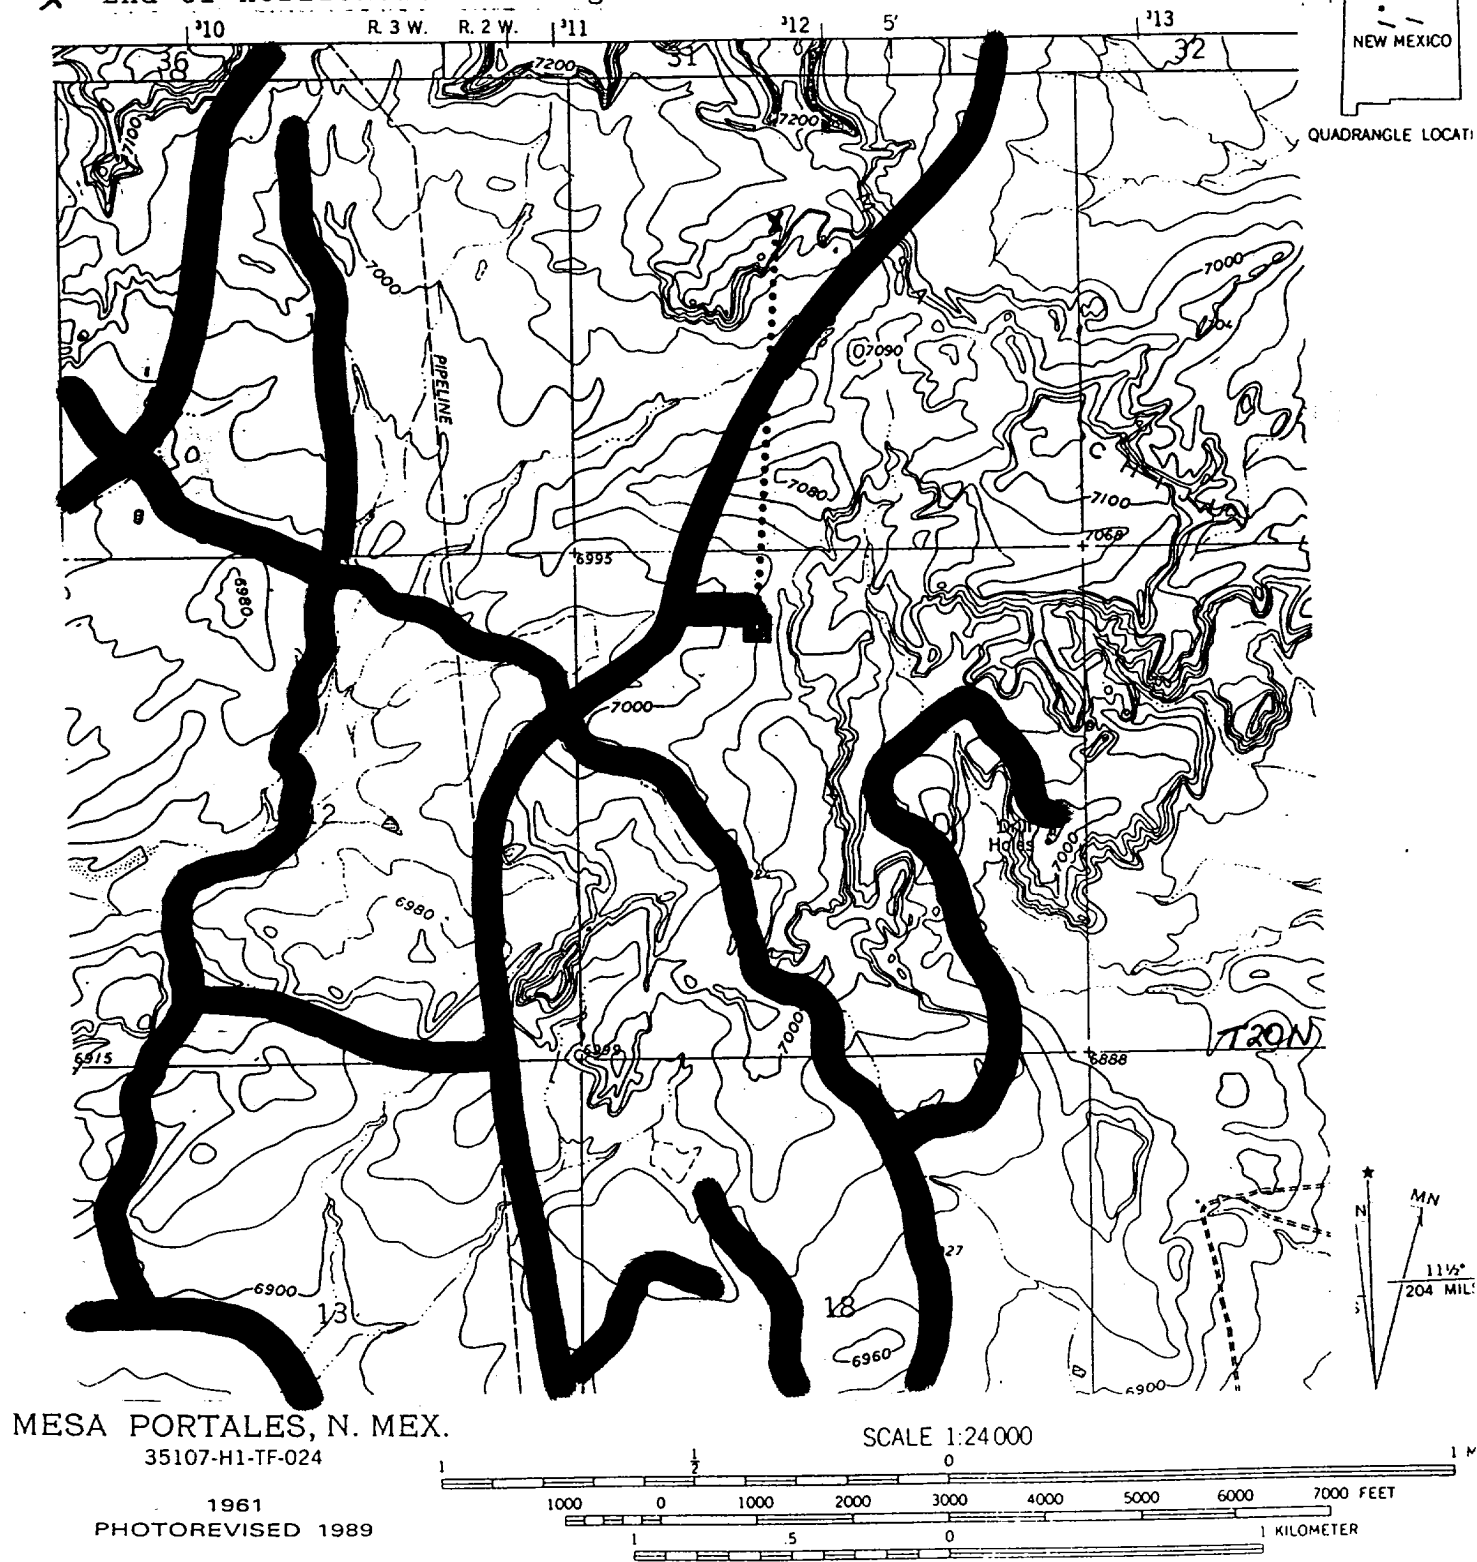 ³10 R. 3 W. R. 2 W. ³11 ³12 5' ³13
NEW MEXICO
36 31 32
7200
7100
7200
QUADRANGLE LOCATI
7000
7000
PIPELINE
7090
7080
7100
7068
6995
6980
7000
Drill
Holes
7000
6980
7000
T20N
6915
6999
6888
MN
N
27
11½°
204 MILS
6900
13
18
6960
6900
MESA PORTALES, N. MEX.
35107-H1-TF-024
1961
PHOTOREVISED 1989
SCALE 1:24 000
1 ½ 0 1 M
1000 0 1000 2000 3000 4000 5000 6000 7000 FEET
1 .5 0 1 KILOMETER